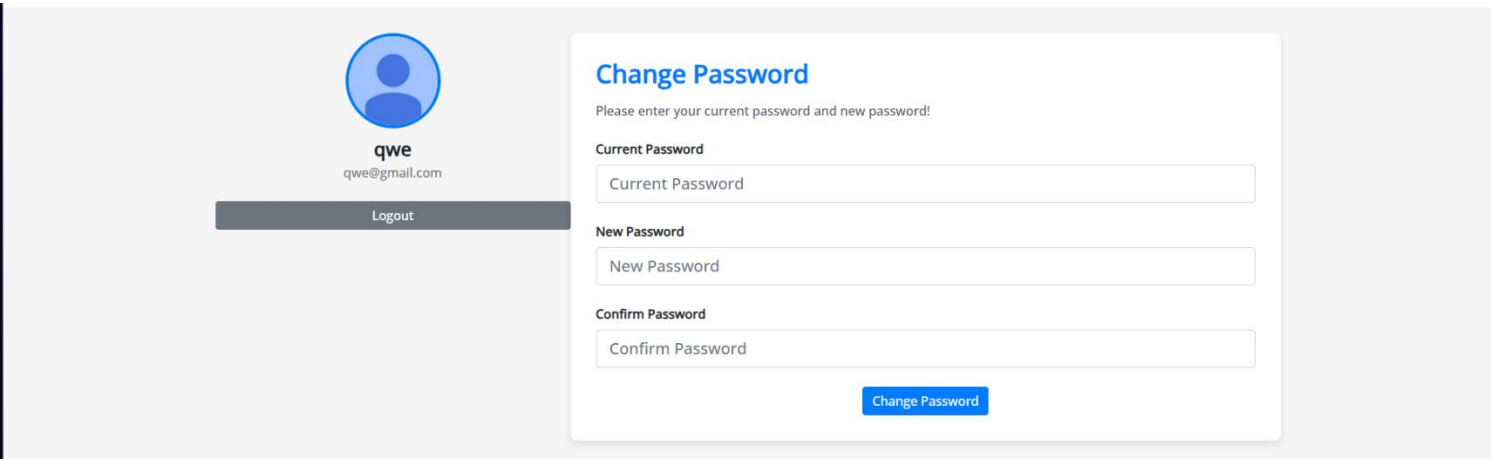 qwe
qwe@gmail.com
Logout
Change Password
Please enter your current password and new password!
Current Password
Current Password
New Password
New Password
Confirm Password
Confirm Password
Change Password